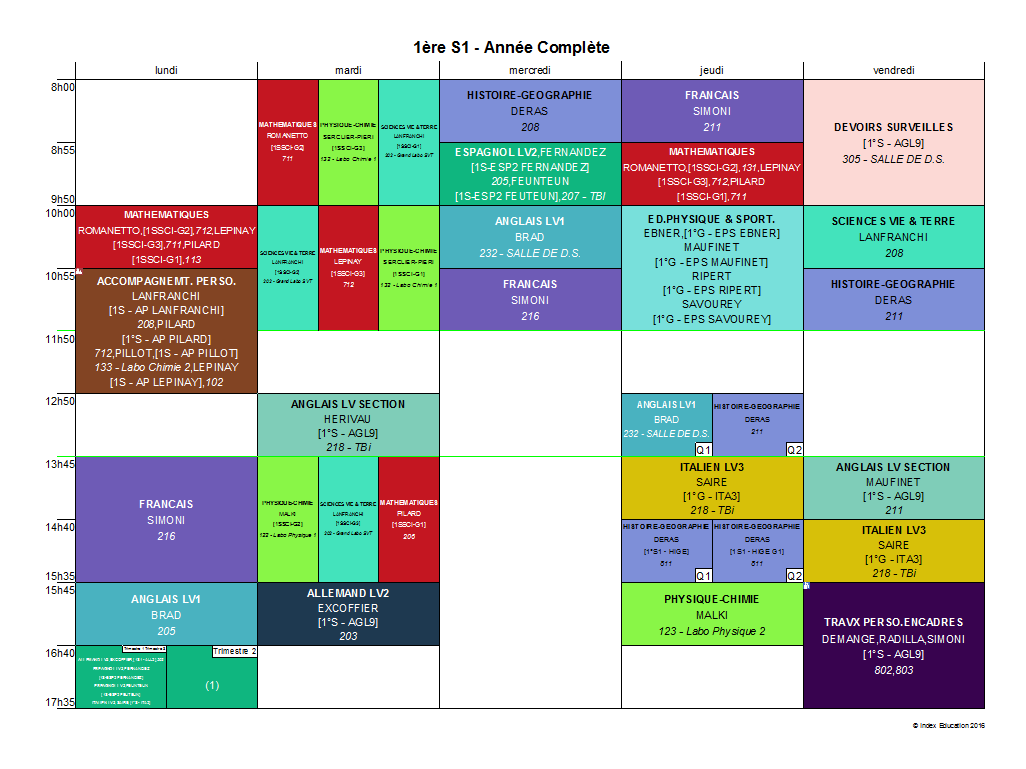 1ère S1 - Année Complète
lundi
mardi
mercredi
jeudi
vendredi
8h00
8h55
9h50
10h00
10h55
11h50
12h50
13h45
14h40
15h35
15h45
16h40
17h35
MATHEMATIQUES
ROMANETTO,[1SSCI-G2],712,LEPINAY
[1SSCI-G3],711,PILARD
[1SSCI-G1],113
ACCOMPAGNEMT. PERSO.
LANFRANCHI
[1S - AP LANFRANCHI]
208,PILARD
[1°S - AP PILARD]
712,PILLOT,[1S - AP PILLOT]
133 - Labo Chimie 2,LEPINAY
[1S - AP LEPINAY],102
FRANCAIS
SIMONI
216
ANGLAIS LV1
BRAD
205
Trimestre 2
(1)
MATHEMATIQUES
ROMANETTO
[1SSCI-G2]
711
PHYSIQUE-CHIMIE
SERCLIER-PIERI
[1SSCI-G3]
133 - Labo Chimie 1
SCIENCES VIE & TERRE
LANFRANCHI
[1SSCI-G1]
203 - Grand Labo SVT
SCIENCES VIE & TERRE
LANFRANCHI
[1SSCI-G2]
203 - Grand Labo SVT
MATHEMATIQUES
LEPINAY
[1SSCI-G3]
712
PHYSIQUE-CHIMIE
SERCLIER-PIERI
[1SSCI-G1]
132 - Labo Chimie 1
ANGLAIS LV SECTION
HERIVAU
[1°S - AGL9]
218 - TBi
PHYSIQUE-CHIMIE
MALKI
[1SSCI-G2]
122 - Labo Physique 1
SCIENCES VIE & TERRE
LANFRANCHI
[1SSCI-G3]
203 - Grand Labo SVT
MATHEMATIQUES
PILARD
[1SSCI-G1]
206
ALLEMAND LV2
EXCOFFIER
[1°S - AGL9]
203
HISTOIRE-GEOGRAPHIE
DERAS
208
ESPAGNOL LV2,FERNANDEZ
[1S-ESP2 FERNANDEZ]
205,FEUNTEUN
[1S-ESP2 FEUTEUN],207 - TBI
ANGLAIS LV1
BRAD
232 - SALLE DE D.S.
FRANCAIS
SIMONI
216
FRANCAIS
SIMONI
211
MATHEMATIQUES
ROMANETTO,[1SSCI-G2],131,LEPINAY
[1SSCI-G3],712,PILARD
[1SSCI-G1],711
ED.PHYSIQUE & SPORT.
EBNER,[1°G - EPS EBNER]
MAUFINET
[1°G - EPS MAUFINET]
RIPERT
[1°G - EPS RIPERT]
SAVOUREY
[1°G - EPS SAVOUREY]
ANGLAIS LV1
BRAD
232 - SALLE DE D.S.
Q1
HISTOIRE-GEOGRAPHIE
DERAS
211
Q2
ITALIEN LV3
SAIRE
[1°G - ITA3]
218 - TBi
HISTOIRE-GEOGRAPHIE
DERAS
[1°S1 - HIGE]
811
Q1
HISTOIRE-GEOGRAPHIE
DERAS
[1S1 - HIGE G1]
811
Q2
PHYSIQUE-CHIMIE
MALKI
123 - Labo Physique 2
DEVOIRS SURVEILLES
[1°S - AGL9]
305 - SALLE DE D.S.
SCIENCES VIE & TERRE
LANFRANCHI
208
HISTOIRE-GEOGRAPHIE
DERAS
211
ANGLAIS LV SECTION
MAUFINET
[1°S - AGL9]
211
ITALIEN LV3
SAIRE
[1°G - ITA3]
218 - TBi
TRAVX PERSO.ENCADRES
DEMANGE,RADILLA,SIMONI
[1°S - AGL9]
802,803
© Index Education 2016